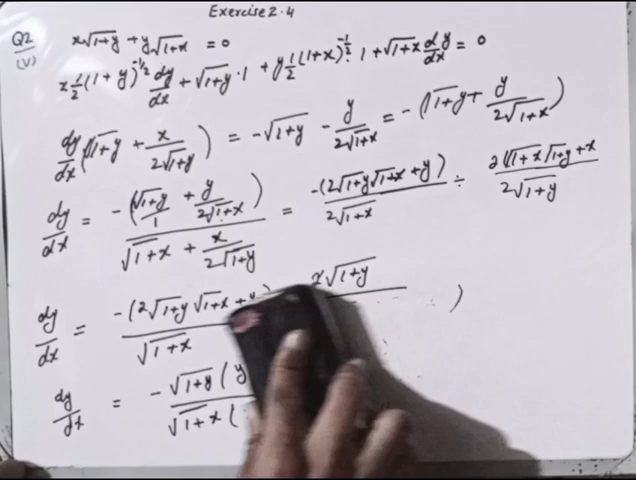 Exercise 2.4
Q2 (v) x√1+y + y√1+x = 0
x 1/2 (1+y)^-1/2 dy/dx + √1+y · 1 + y 1/2 (1+x)^-1/2 · 1 + √1+x d/dx y = 0
dy/dx (√1+y + x/2√1+y) = -√1+y - y/2√1+x = -(√1+y + y/2√1+x)
dy/dx = -(√1+y/1 + y/2√1+x) / √1+x + x/2√1+y = -(2√1+y√1+x + y) / 2√1+x ÷ 2(√1+x√1+y + x / 2√1+y
dy/dx = -(2√1+y√1+x + y) / √1+x 2√1+y )
dy/dx = -√1+y (y / √1+x (